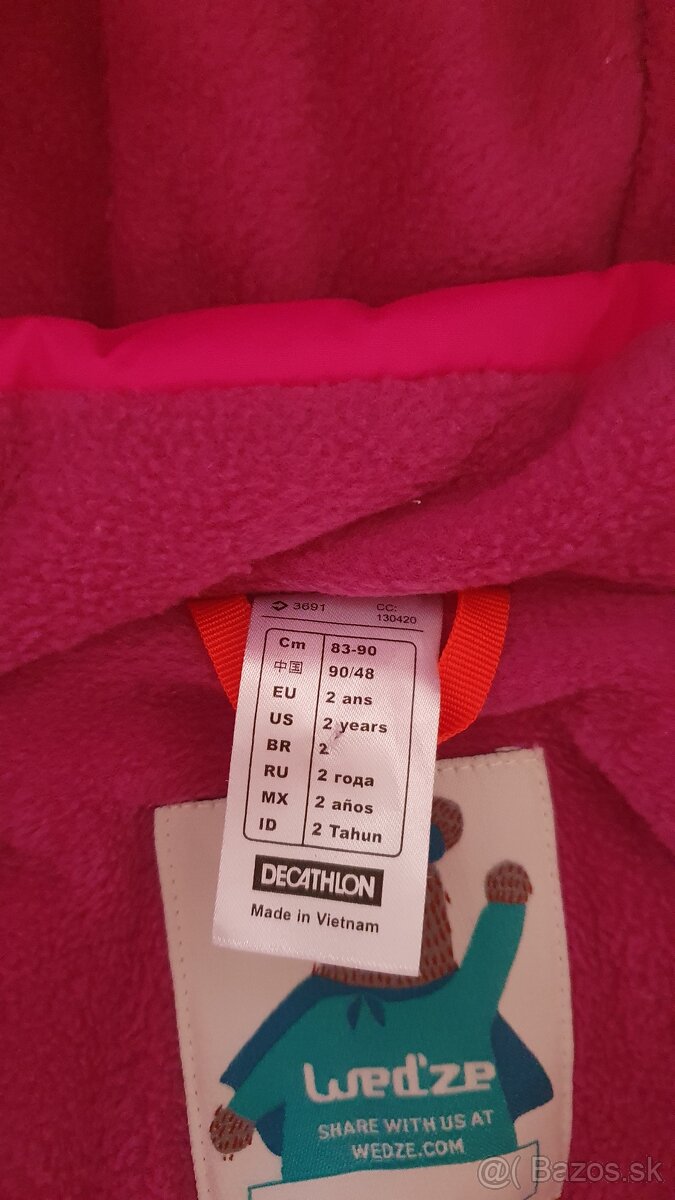 3691 CC:
130420
Cm 83-90
中国 90/48
EU 2 ans
US 2 years
BR 2
RU 2 года
MX 2 años
ID 2 Tahun
DECATHLON
Made in Vietnam
wed'ze
SHARE WITH US AT
WEDZE.COM
@( Bazos.sk